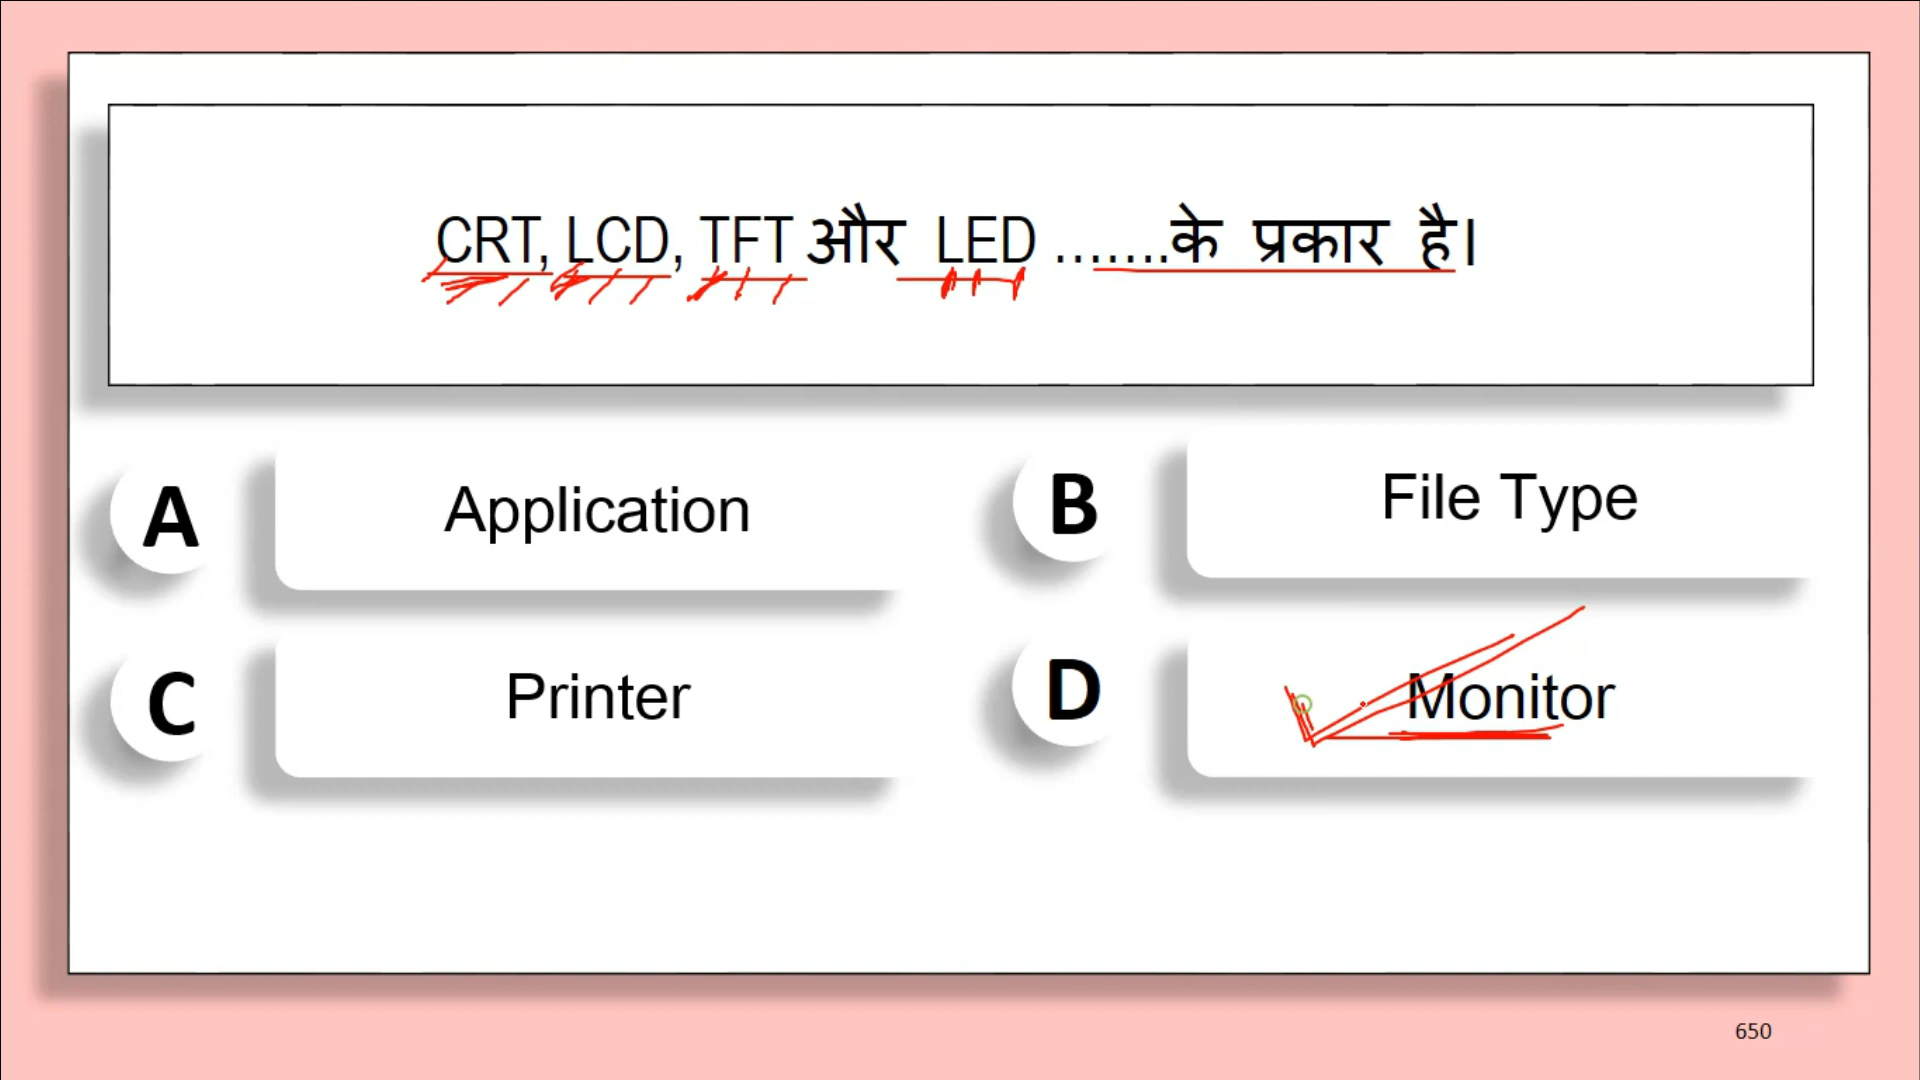 CRT, LCD, TFT और LED .......के प्रकार है।
A Application
B File Type
C Printer
D Monitor
650